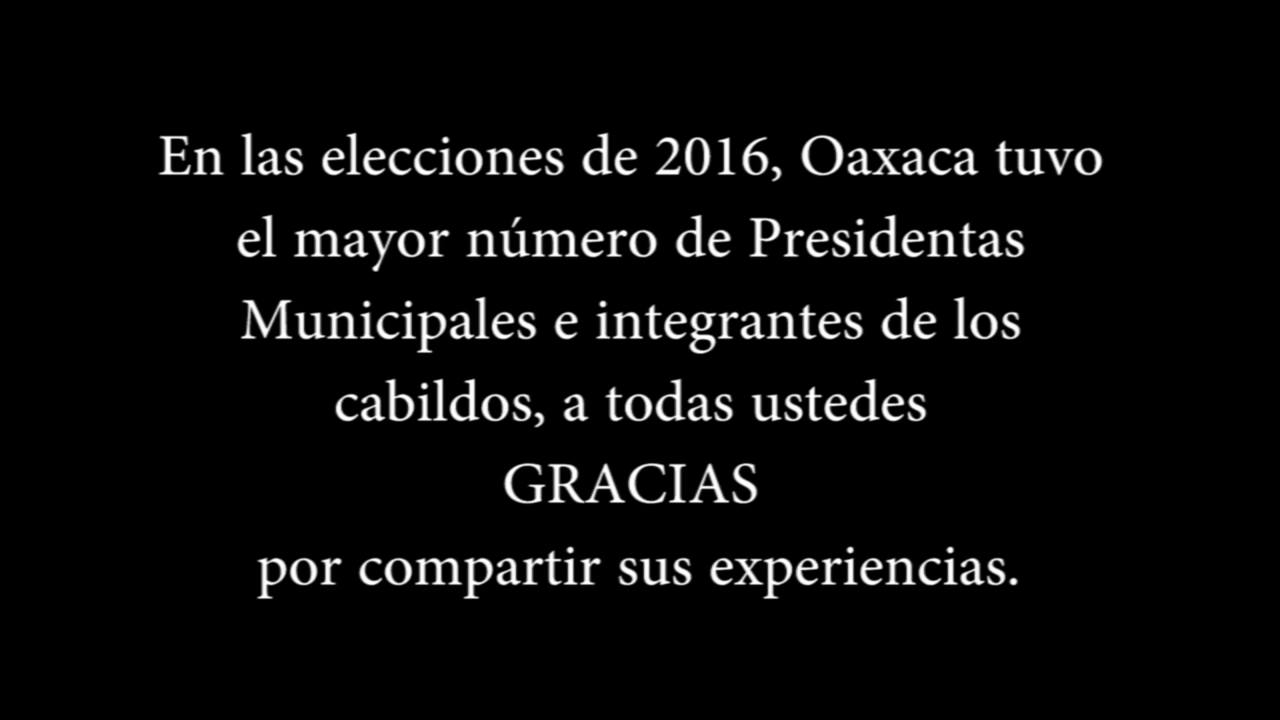 En las elecciones de 2016, Oaxaca tuvo
el mayor número de Presidentas
Municipales e integrantes de los
cabildos, a todas ustedes
GRACIAS
por compartir sus experiencias.